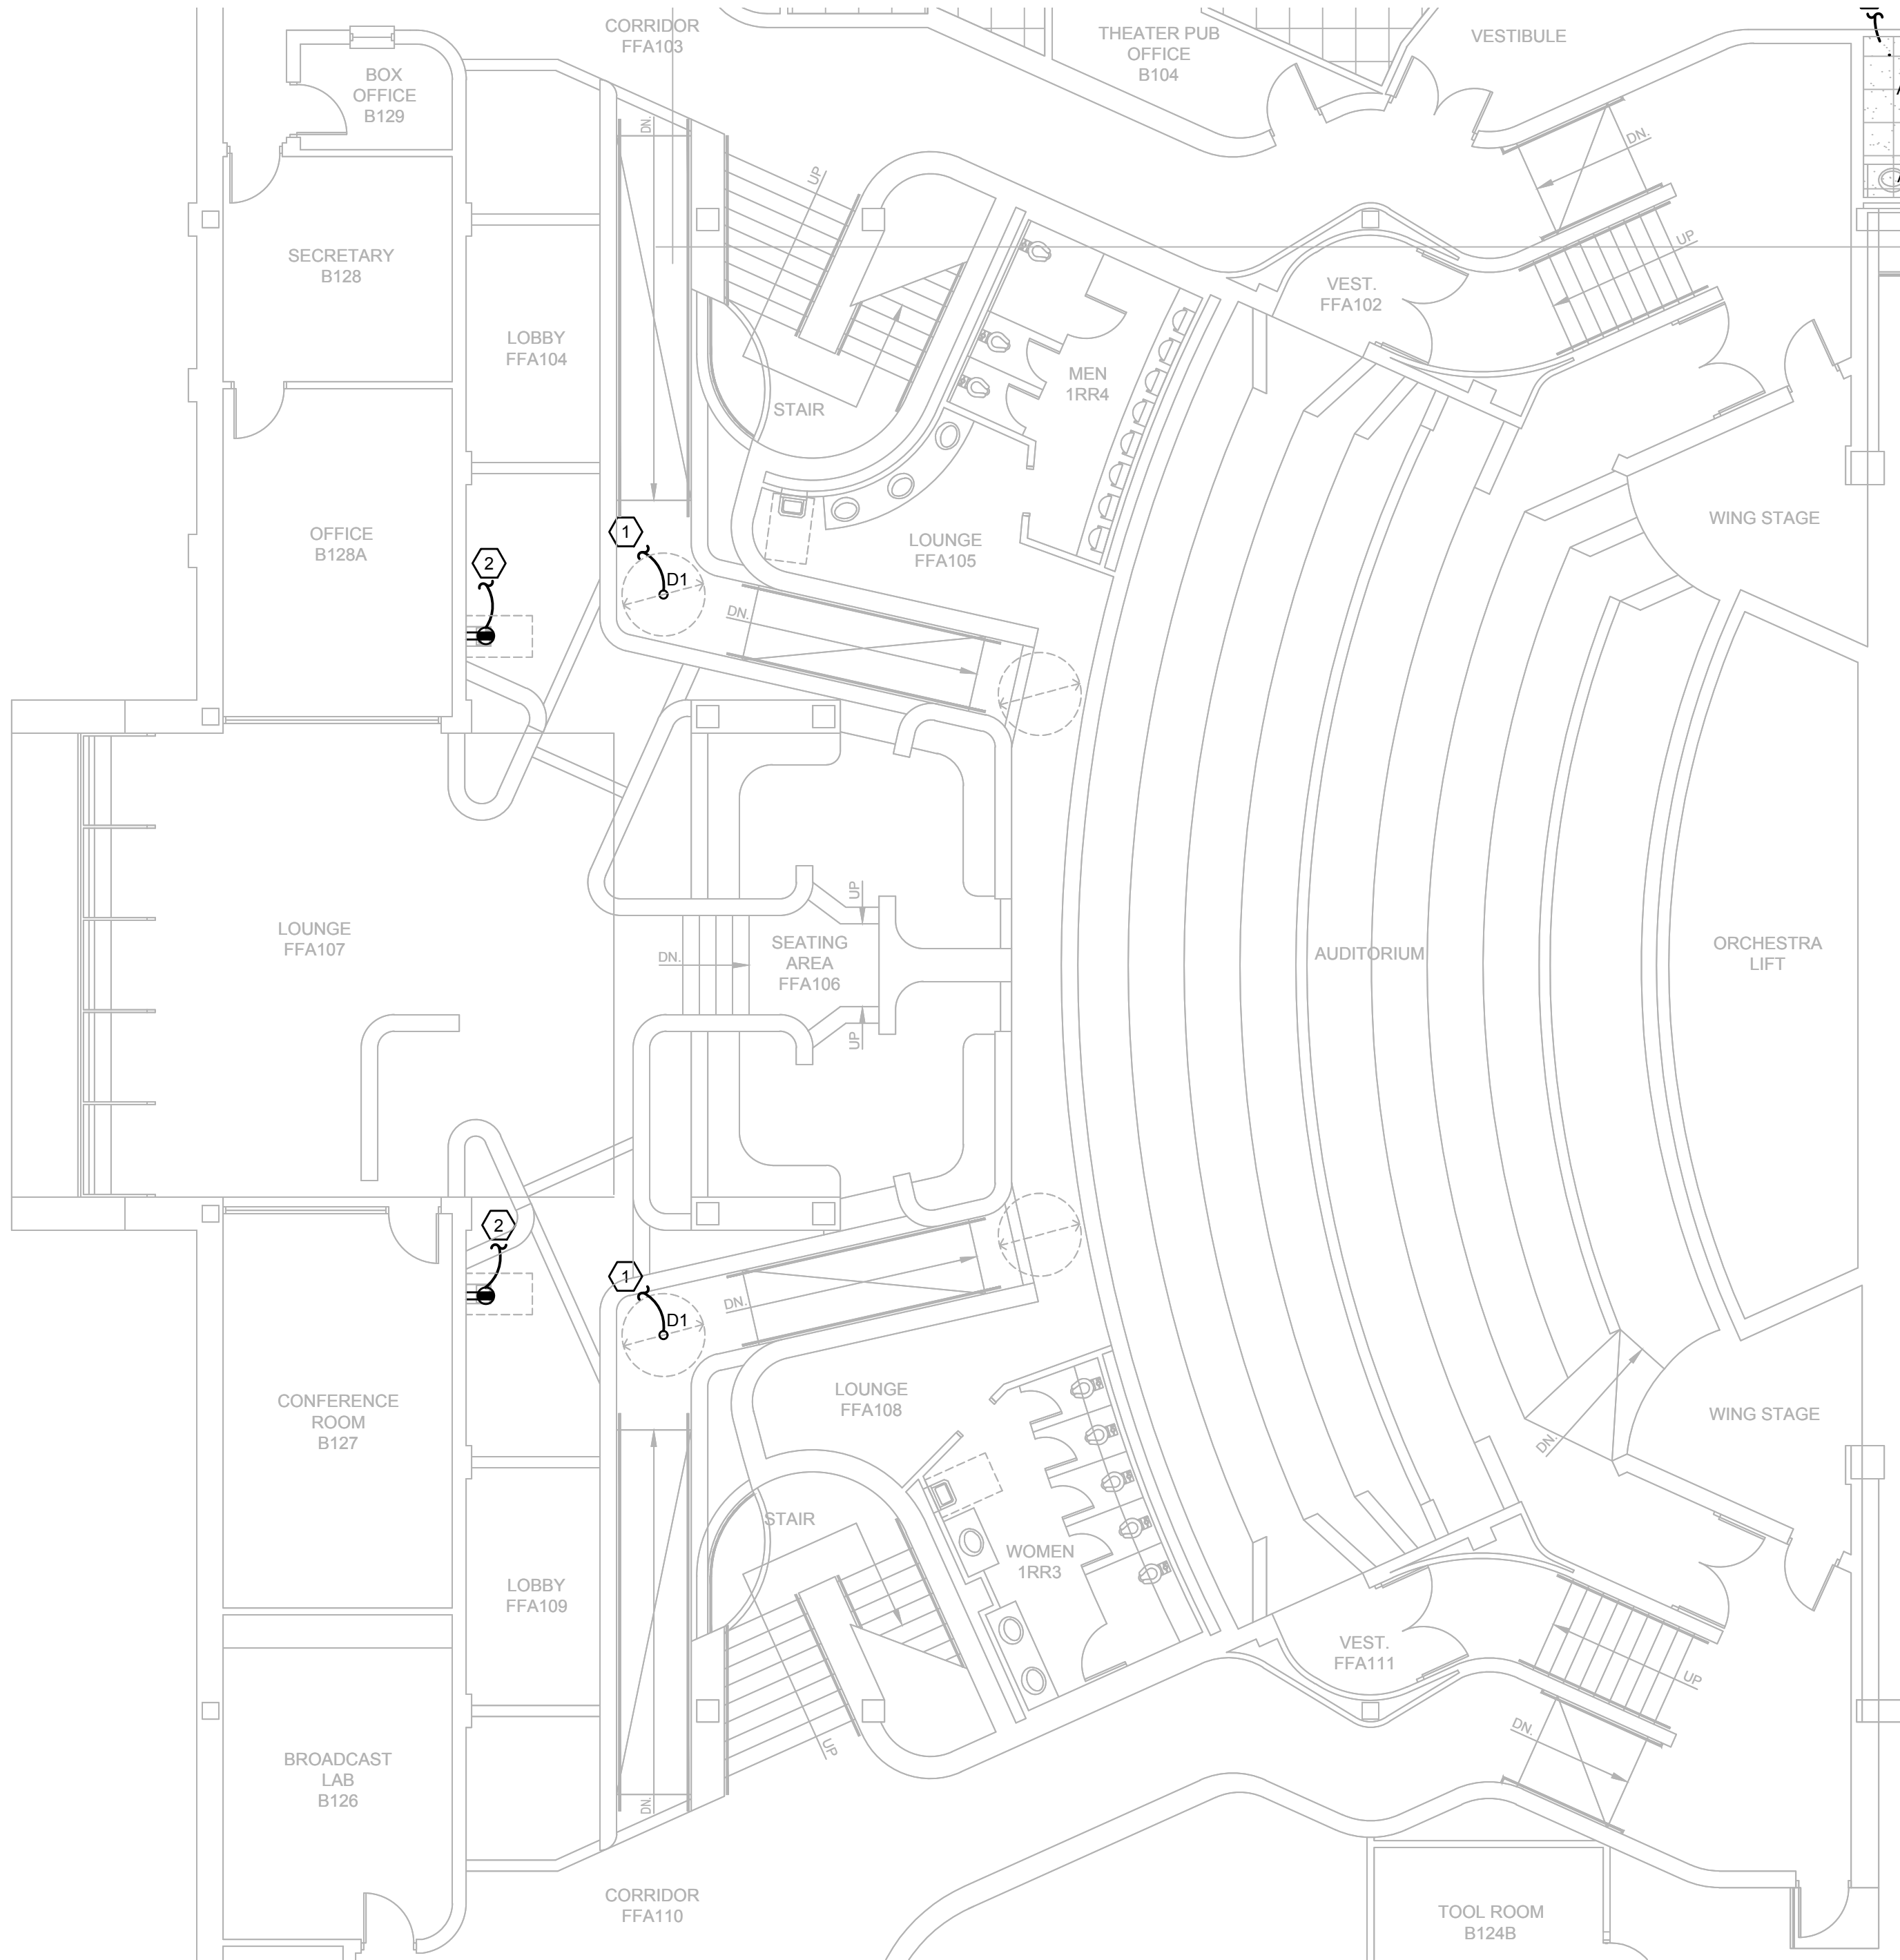 CORRIDOR
FFA103
THEATER PUB
OFFICE
B104
VESTIBULE
BOX
OFFICE
B129
DN.
DN.
UP
UP
SECRETARY
B128
VEST.
FFA102
LOBBY
FFA104
MEN
1RR4
STAIR
WING STAGE
OFFICE
B128A
1
LOUNGE
FFA105
2
D1
DN.
LOUNGE
FFA107
UP
SEATING
AREA
FFA106
DN.
AUDITORIUM
ORCHESTRA
LIFT
UP
2
1
D1
DN.
CONFERENCE
ROOM
B127
LOUNGE
FFA108
WING STAGE
DN.
STAIR
WOMEN
1RR3
LOBBY
FFA109
VEST.
FFA111
UP
DN.
UP
BROADCAST
LAB
B126
DN.
CORRIDOR
FFA110
TOOL ROOM
B124B